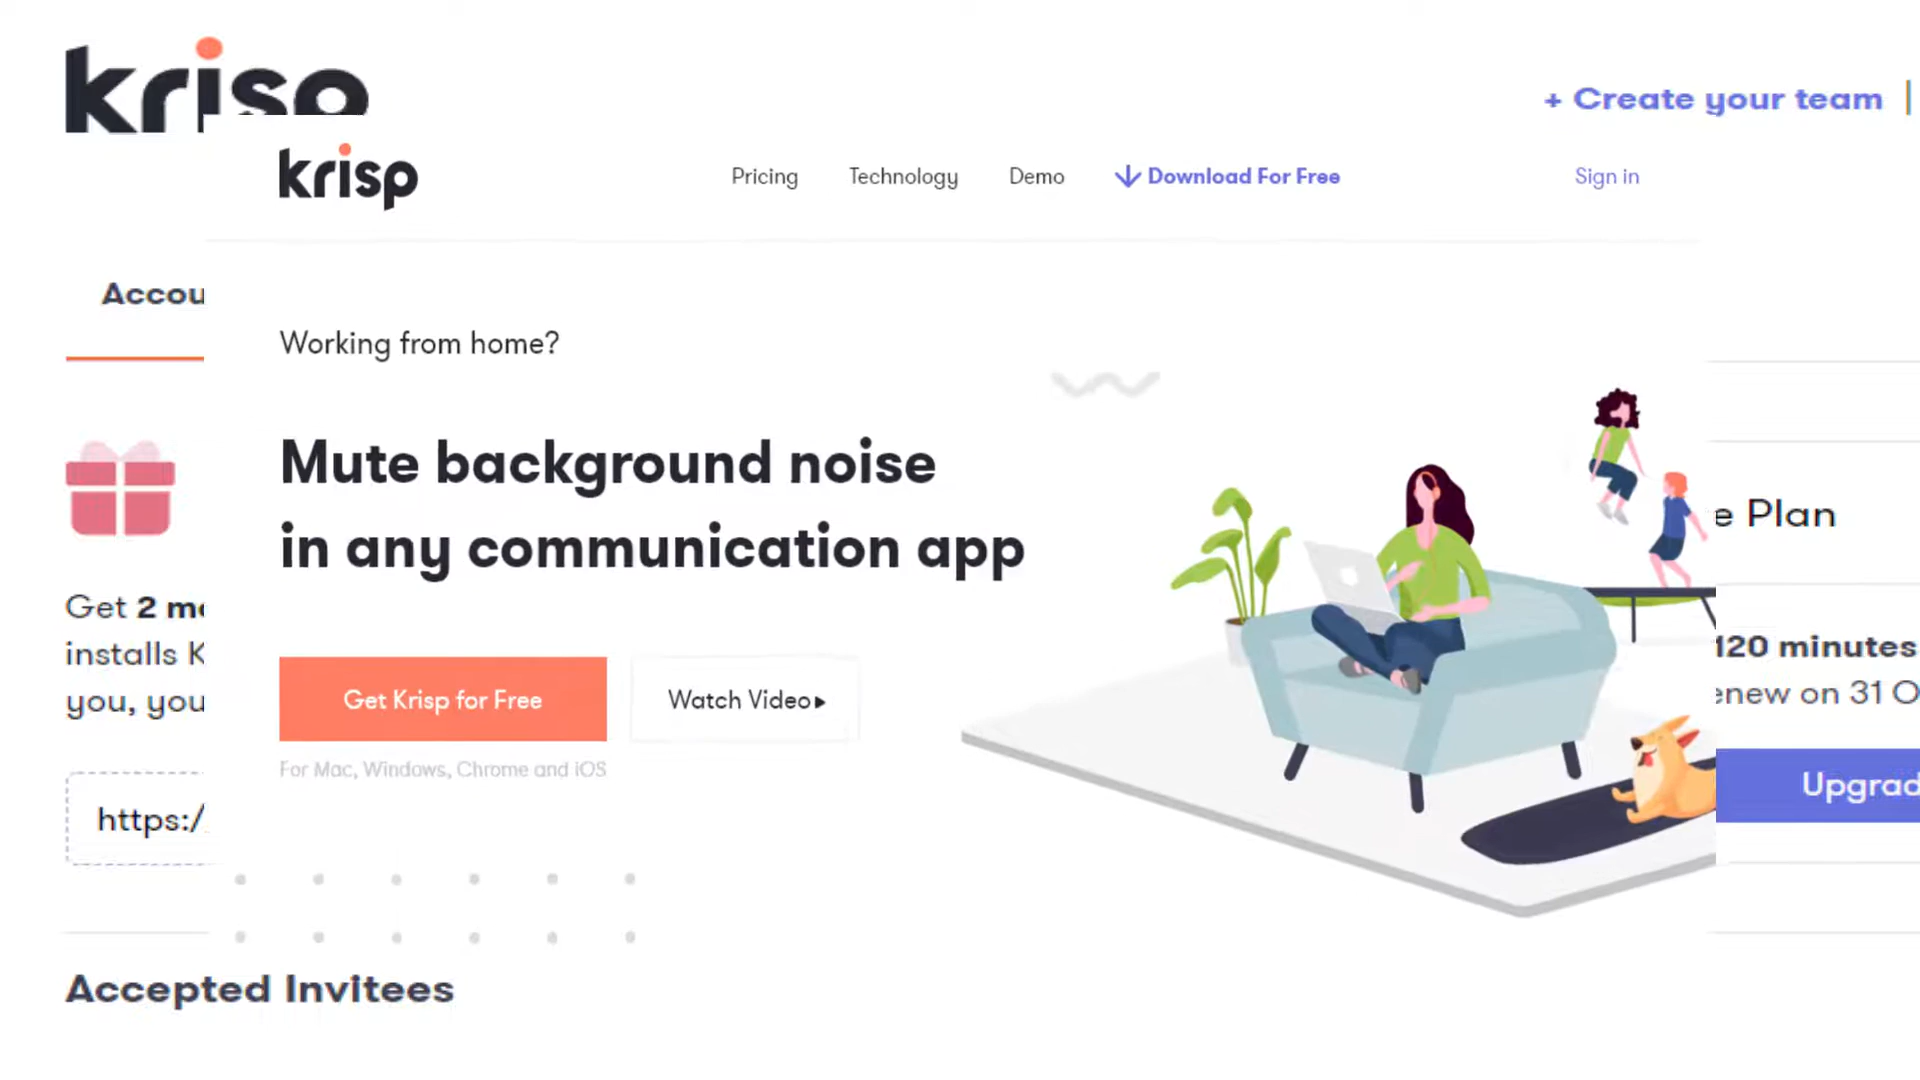 krisp
+ Create your team
krisp
Pricing
Technology
Demo
Download For Free
Sign in
Accou
Working from home?
Mute background noise
in any communication app
e Plan
Get 2 m
installs K
you, you
120 minutes
enew on 31 O
Get Krisp for Free
Watch Video
For Mac, Windows, Chrome and iOS
Upgrad
https:/
Accepted Invitees